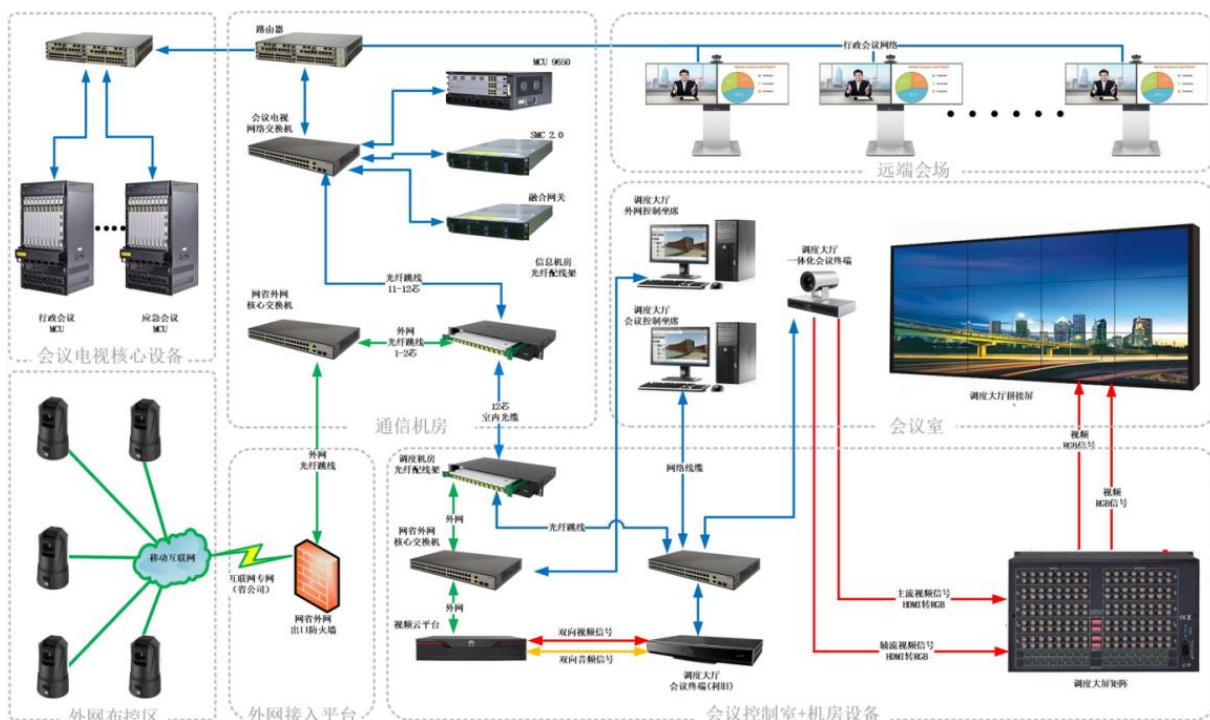 路由器
MCU 9650
会议电视
网络交换机
SMC 2.0
融合网关
信息机房
光纤配线架
光纤跳线
11-12芯
网省外网
核心交换机
外网
光纤跳线
1-2芯
12芯
室内光缆
通信机房
行政会议
MCU
应急会议
MCU
会议电视核心设备
行政会议网络
远端会场
调度大厅
外网控制坐席
调度大厅
会议控制坐席
调度大厅
一体化会议终端
调度大厅拼接屏
会议室
移动互联网
外网布控区
互联网专网
(省公司)
外网
光纤跳线
网省外网
出口防火墙
外网接入平台
调度机房
光纤配线架
外网
网省外网
核心交换机
外网
视频云平台
光纤跳线
网络线缆
双向视频信号
双向音频信号
调度大厅
会议终端(利旧)
视频
RGB信号
视频
RGB信号
主流视频信号
HDMI转RGB
辅流视频信号
HDMI转RGB
调度大屏矩阵
会议控制室+机房设备